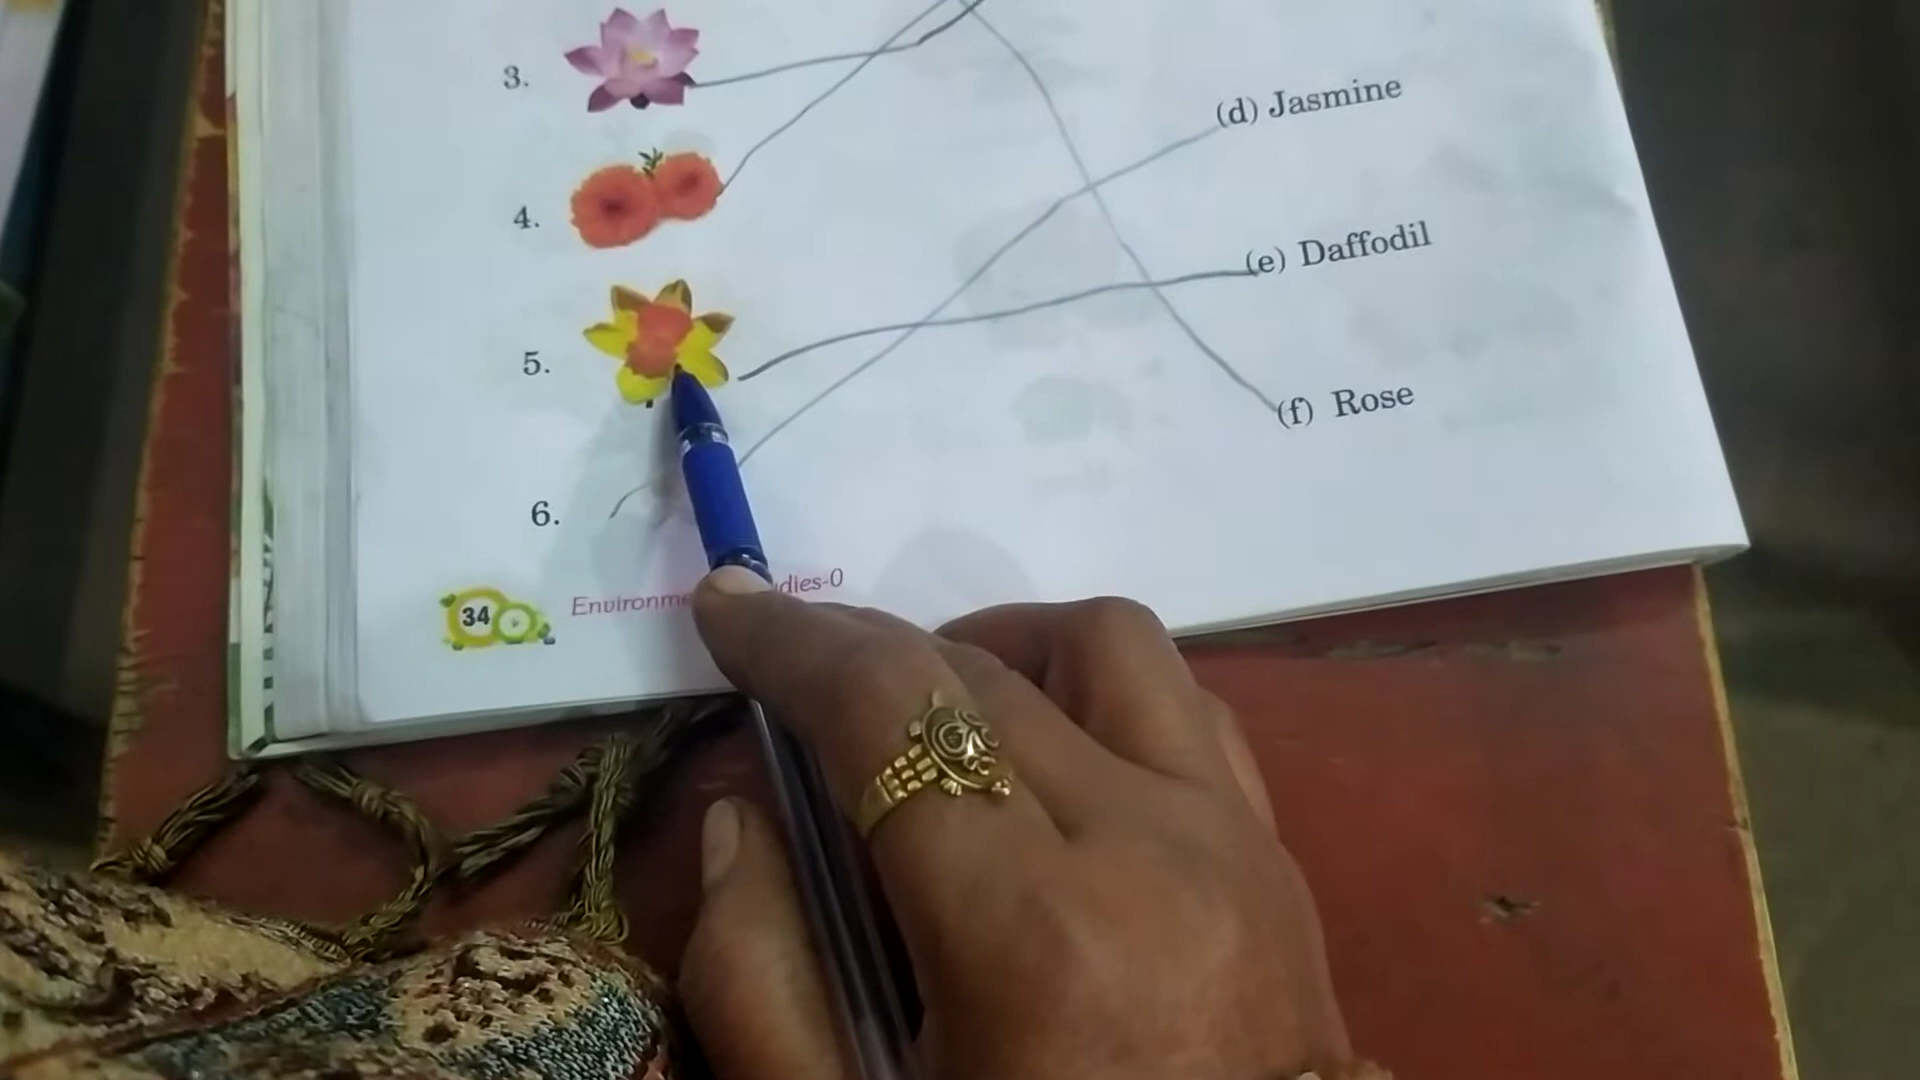 3.
(d) Jasmine
4.
(e) Daffodil
5.
(f) Rose
6.
34